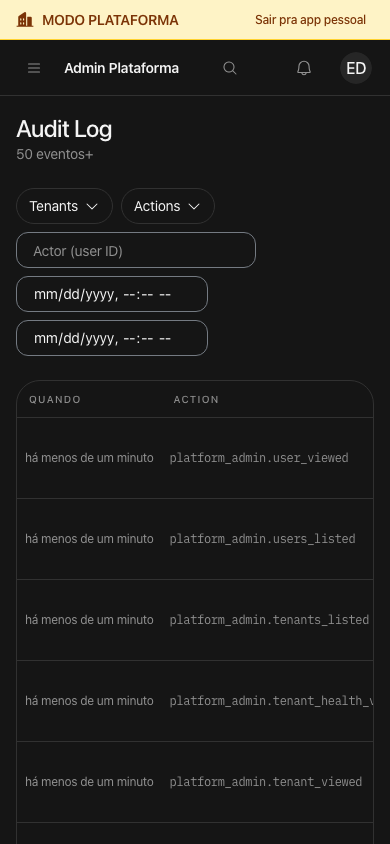 MODO PLATAFORMA
Sair pra app pessoal
Admin Plataforma
ED
Audit Log
50 eventos+
Tenants
Actions
Actor (user ID)
mm/dd/yyyy, --:-- --
mm/dd/yyyy, --:-- --
QUANDO ACTION
há menos de um minuto platform_admin.user_viewed
há menos de um minuto platform_admin.users_listed
há menos de um minuto platform_admin.tenants_listed
há menos de um minuto platform_admin.tenant_health_v
há menos de um minuto platform_admin.tenant_viewed